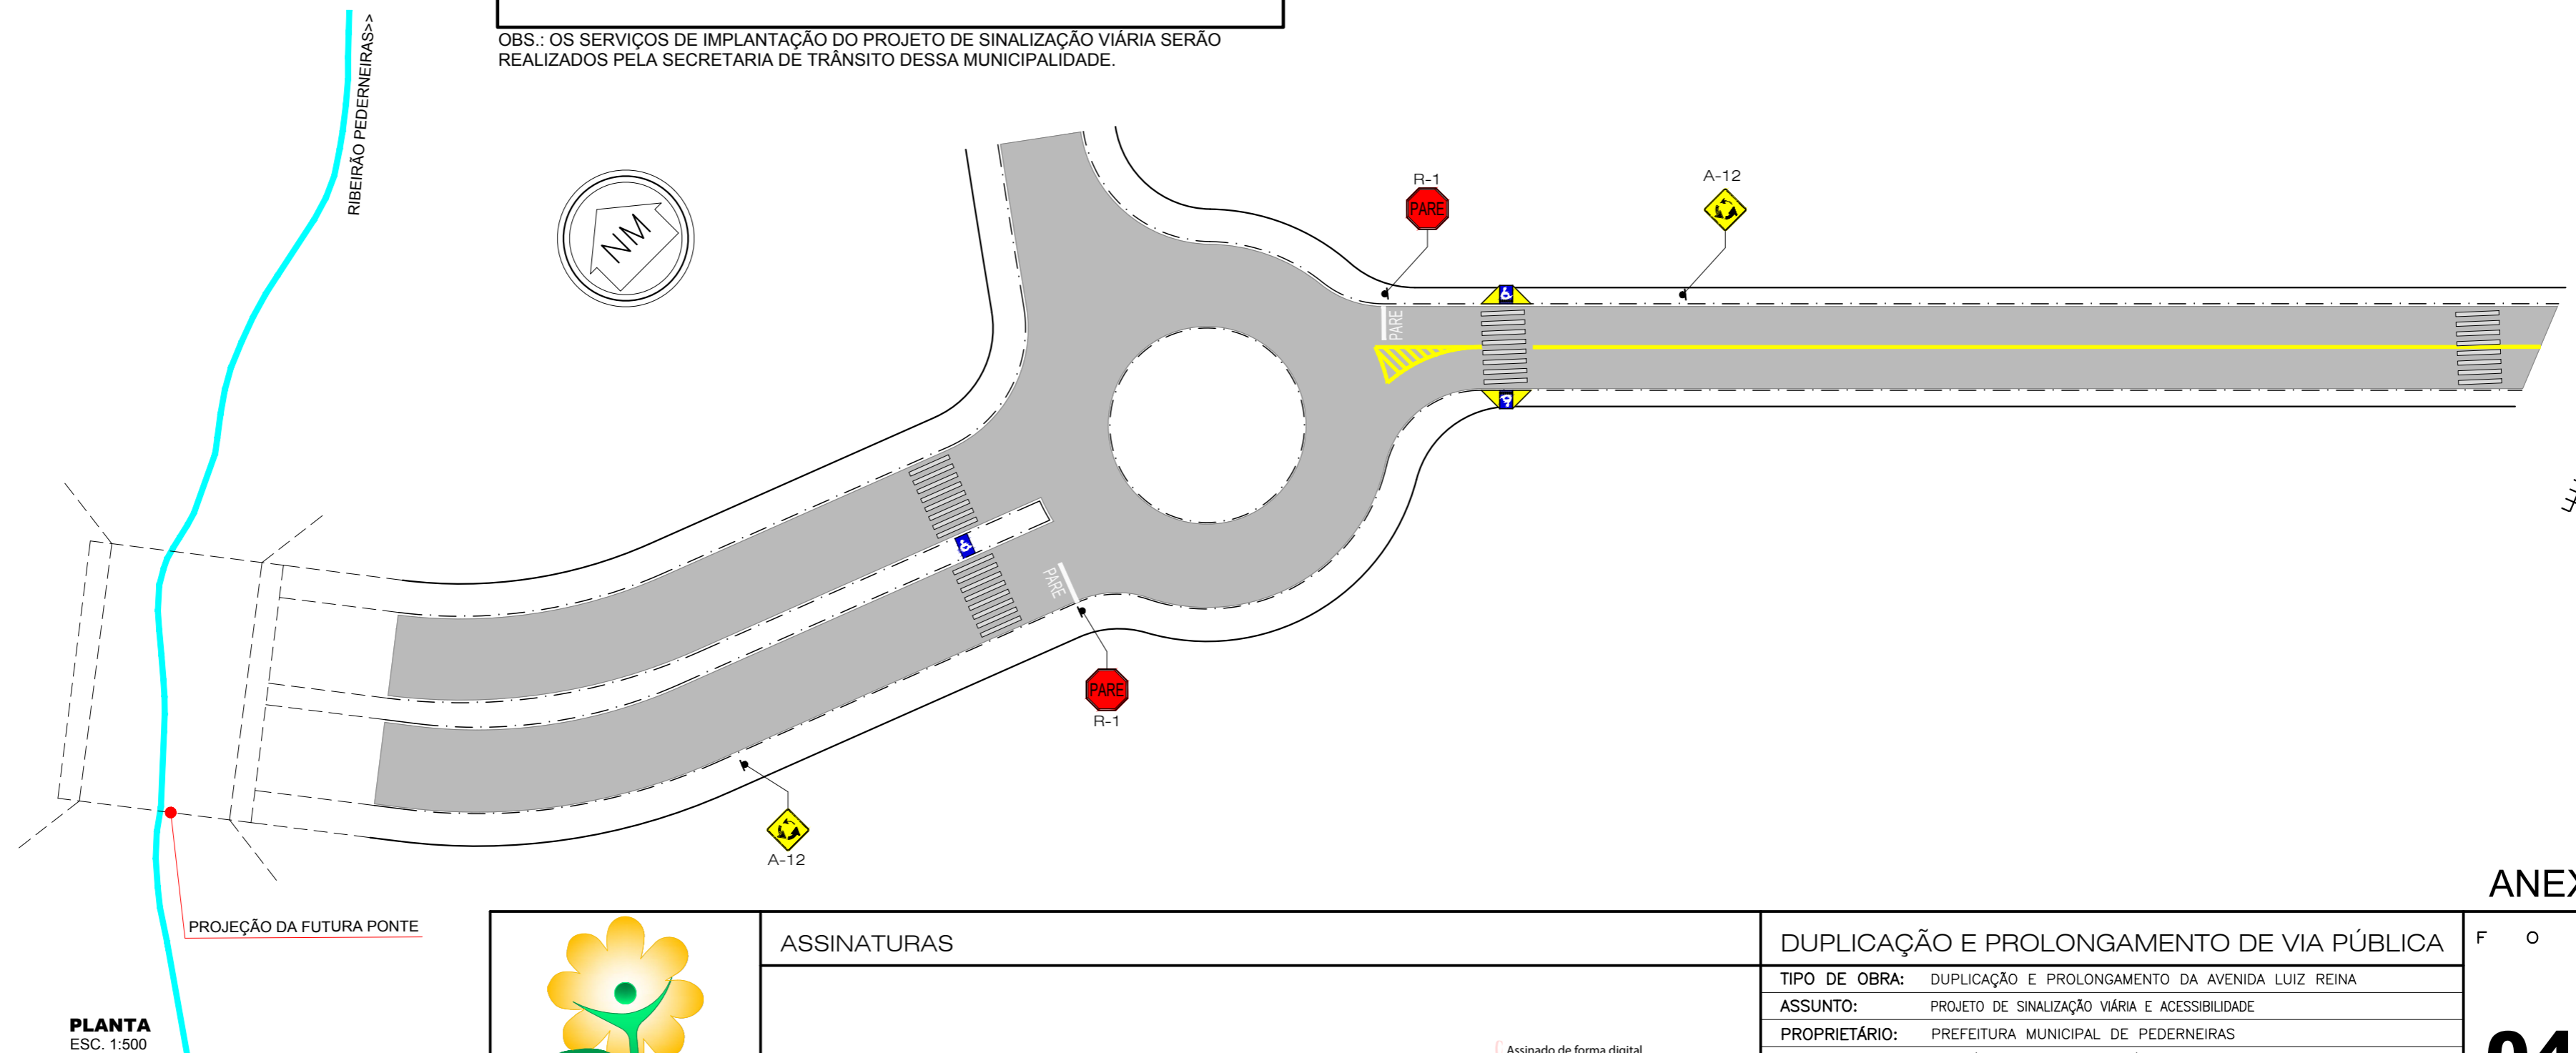 OBS.: OS SERVIÇOS DE IMPLANTAÇÃO DO PROJETO DE SINALIZAÇÃO VIÁRIA SERÃO
REALIZADOS PELA SECRETARIA DE TRÂNSITO DESSA MUNICIPALIDADE.
RIBEIRÃO PEDERNEIRAS>>
NM
R-1
PARE
A-12
PARE
PARE
PARE
R-1
A-12
PROJEÇÃO DA FUTURA PONTE
PLANTA
ESC. 1:500
ANEX
ASSINATURAS
Assinado de forma digital
DUPLICAÇÃO E PROLONGAMENTO DE VIA PÚBLICA
TIPO DE OBRA: DUPLICAÇÃO E PROLONGAMENTO DA AVENIDA LUIZ REINA
ASSUNTO: PROJETO DE SINALIZAÇÃO VIÁRIA E ACESSIBILIDADE
PROPRIETÁRIO: PREFEITURA MUNICIPAL DE PEDERNEIRAS
F O
04